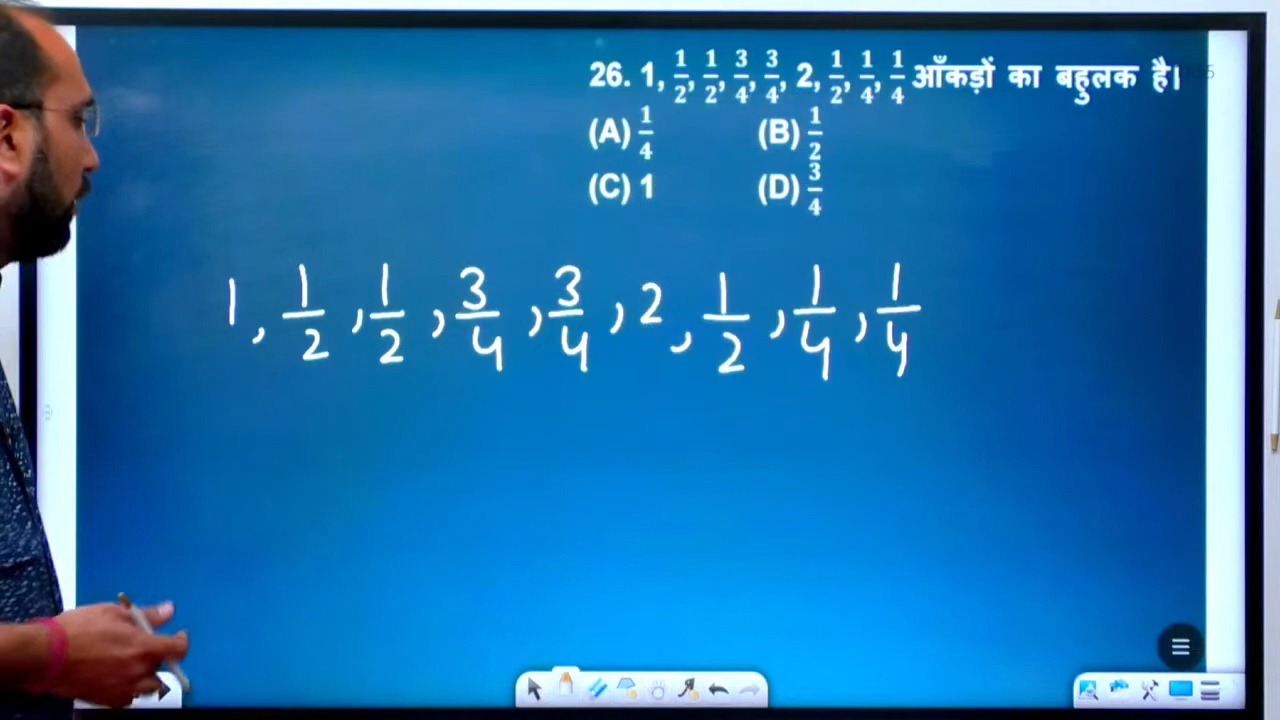 26. 1, 1/2, 1/2, 3/4, 3/4, 2, 1/2, 1/4, 1/4 आँकड़ों का बहुलक है।
(A) 1/4 (B) 1/2
(C) 1 (D) 3/4
1, 1/2, 1/2, 3/4, 3/4, 2, 1/2, 1/4, 1/4